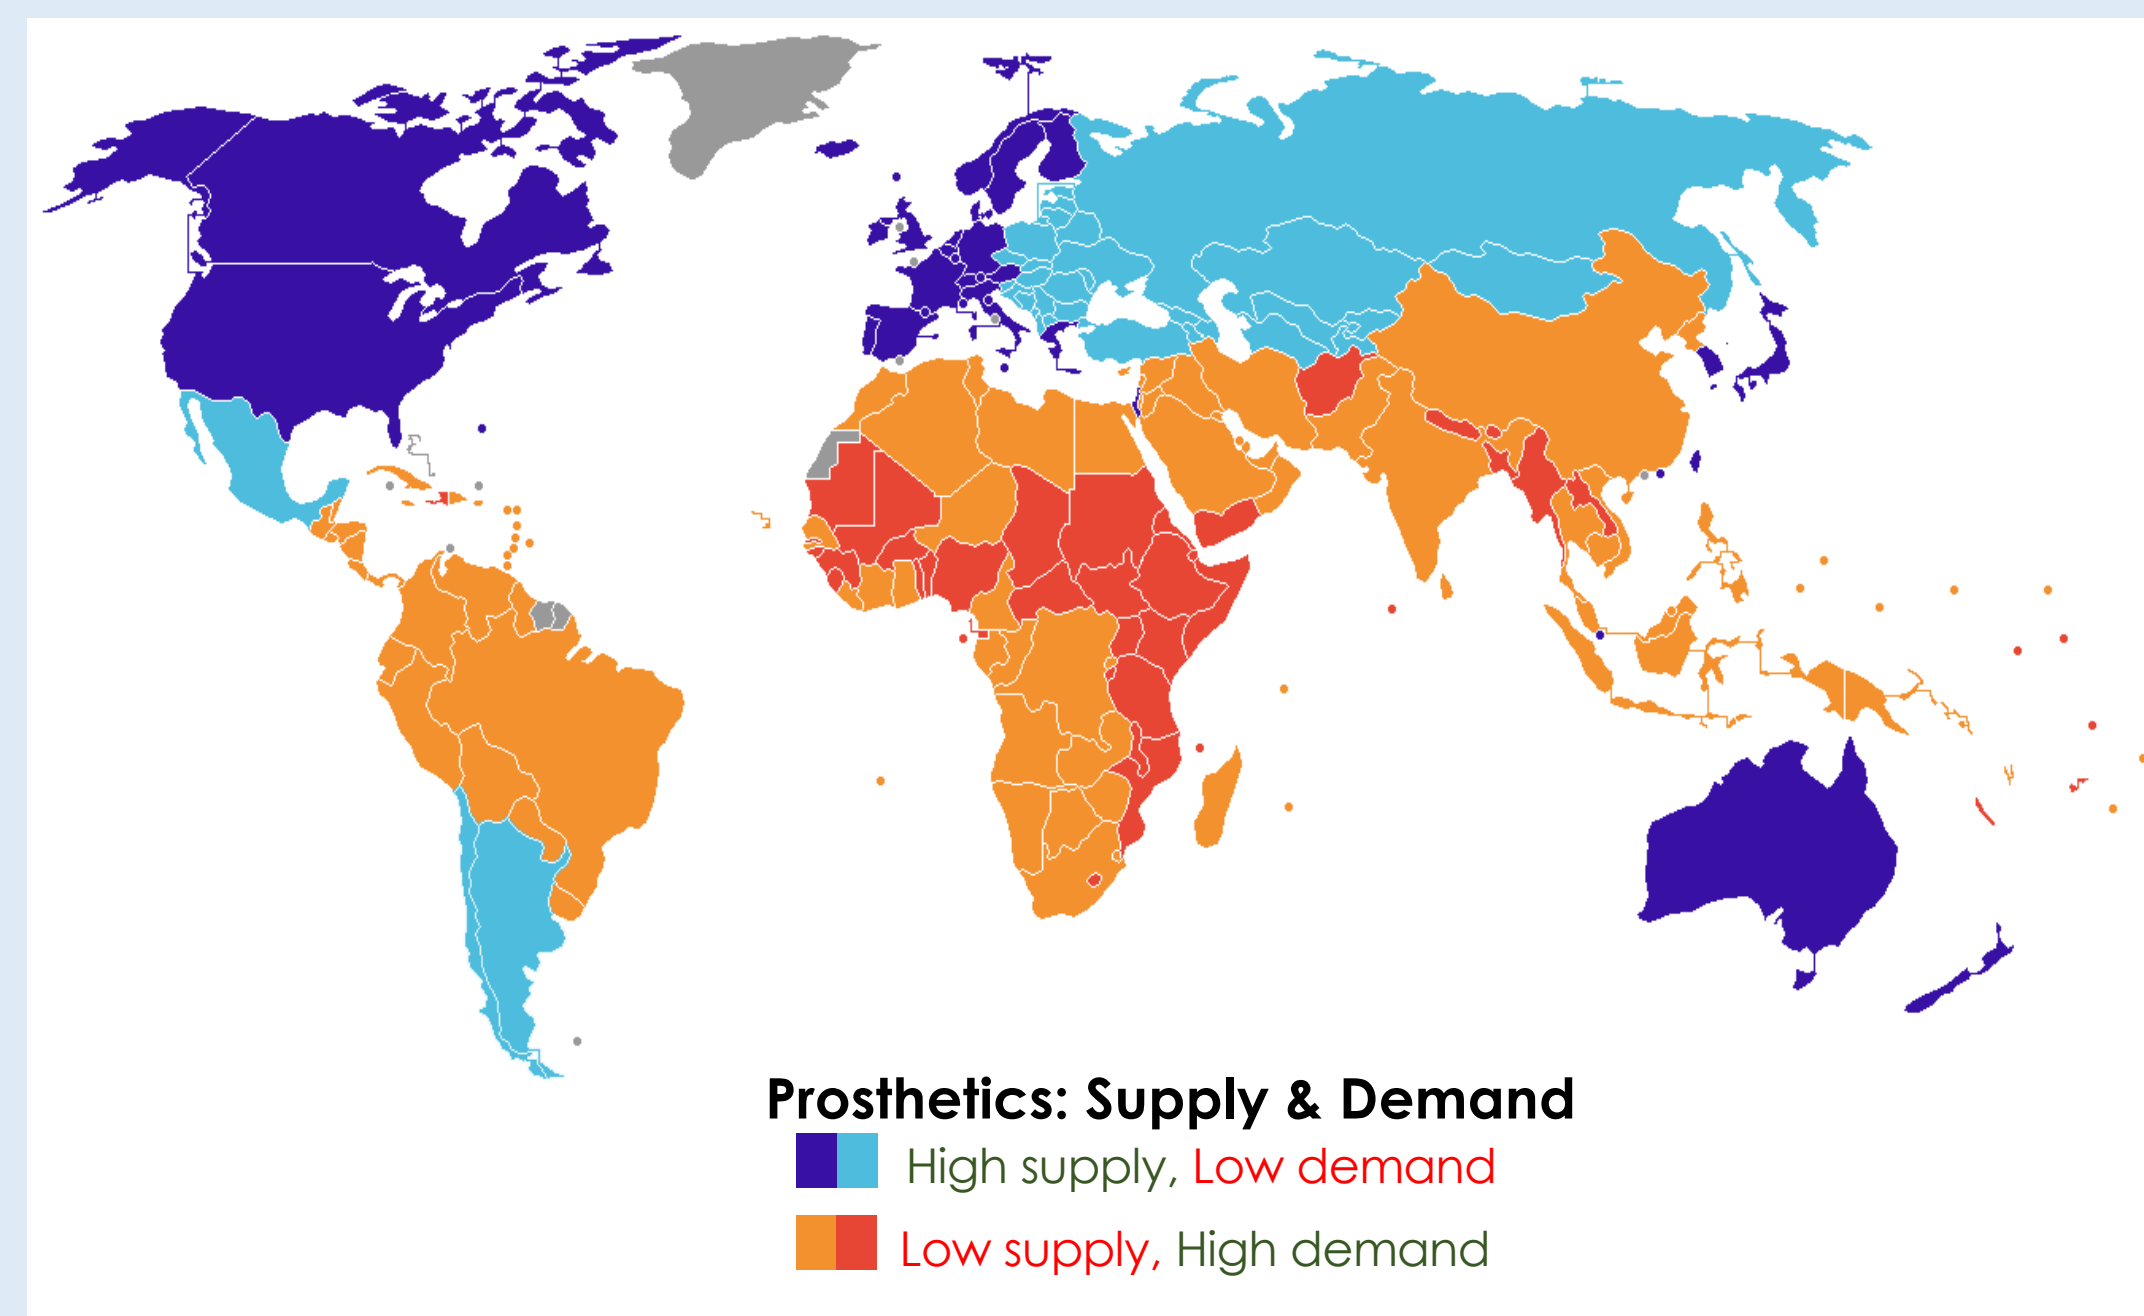 Prosthetics: Supply & Demand
High supply, Low demand
Low supply, High demand